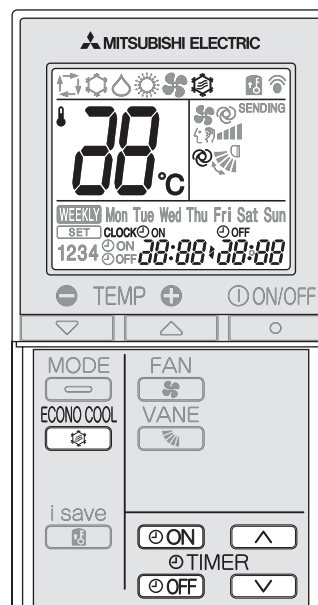 MITSUBISHI ELECTRIC
SENDING
88°C
WEEKLY Mon Tue Wed Thu Fri Sat Sun
SET CLOCK ON OFF
1234 ON OFF 88:88 88:88
TEMP ON/OFF
MODE FAN
ECONO COOL VANE
i save
ON
TIMER
OFF